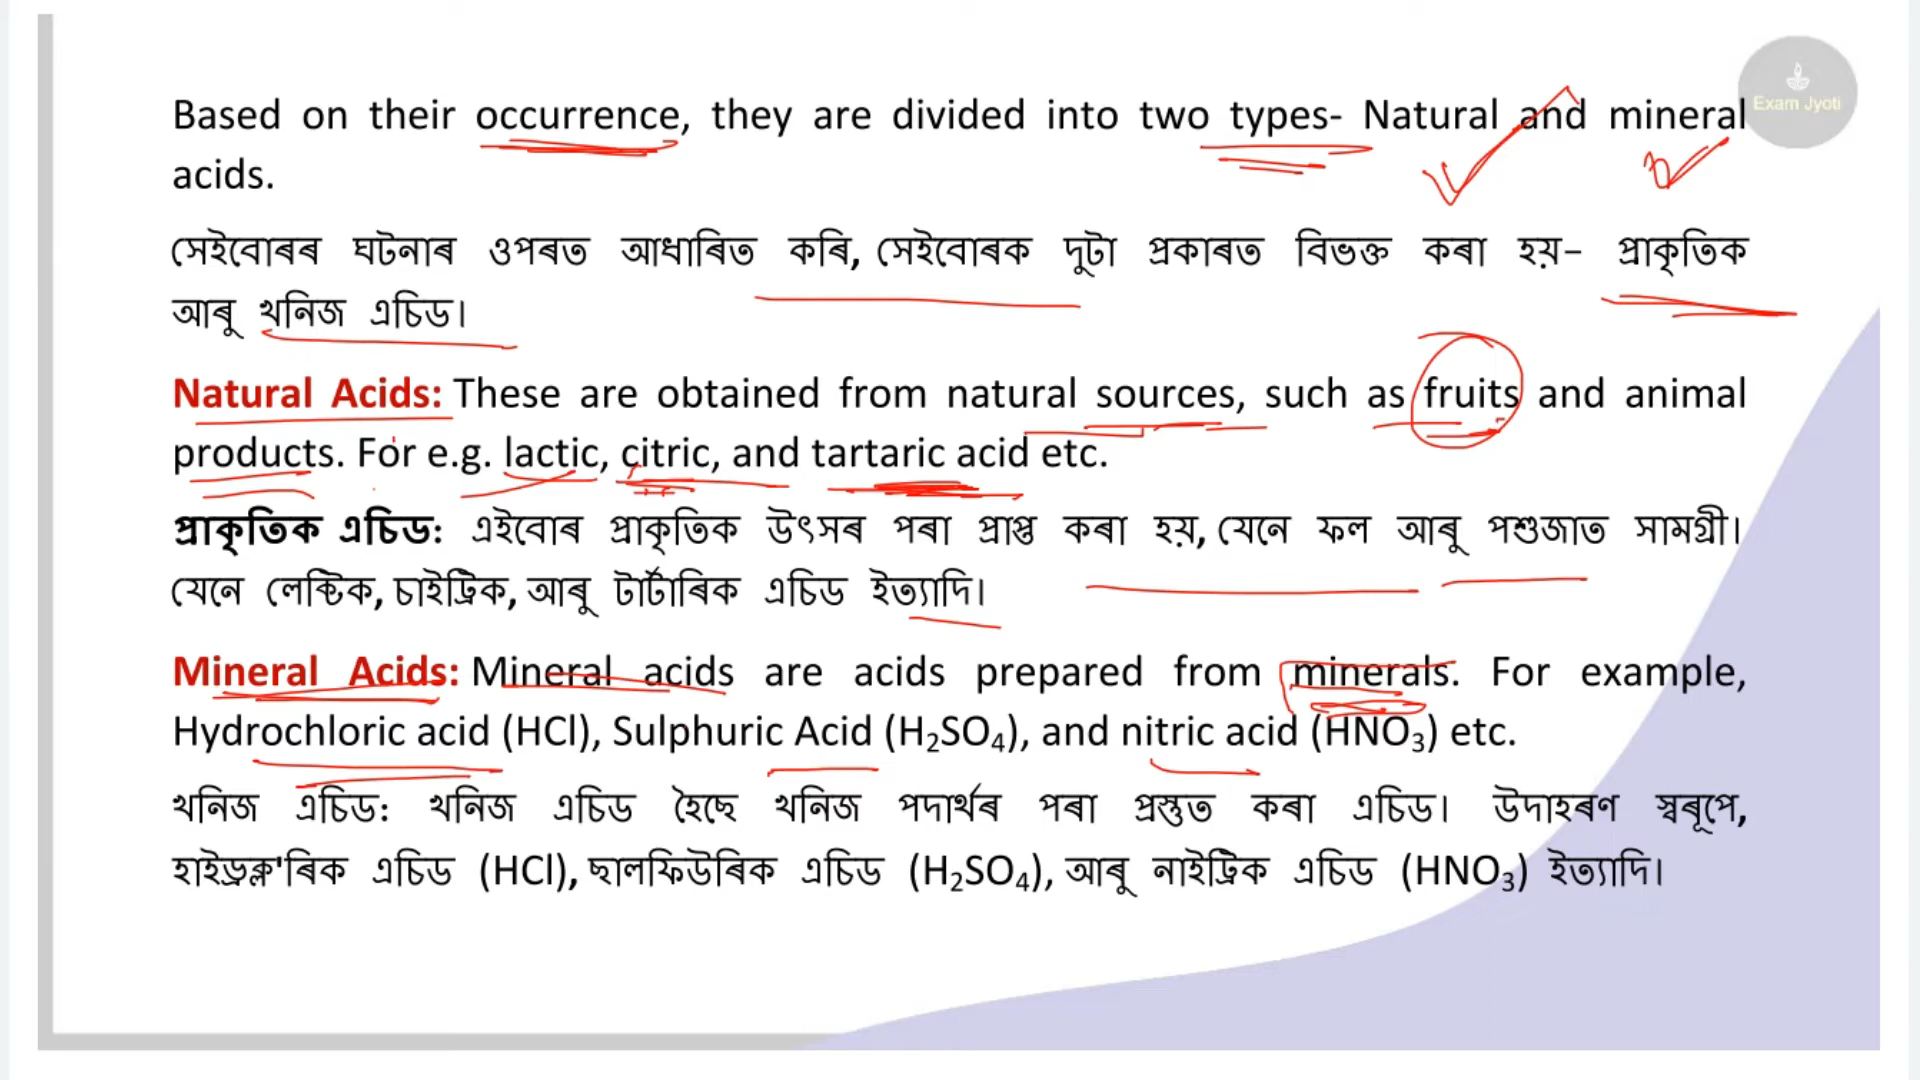 Exam Jyoti
Based on their occurrence, they are divided into two types- Natural and mineral
acids.
সেইবোৰৰ ঘটনাৰ ওপৰত আধাৰিত কৰি, সেইবোৰক দুটা প্ৰকাৰত বিভক্ত কৰা হয়– প্ৰাকৃতিক
আৰু খনিজ এচিড।
Natural Acids: These are obtained from natural sources, such as fruits and animal
products. For e.g. lactic, citric, and tartaric acid etc.
প্ৰাকৃতিক এচিড: এইবোৰ প্ৰাকৃতিক উৎসৰ পৰা প্ৰাপ্ত কৰা হয়, যেনে ফল আৰু পশুজাত সামগ্ৰী।
যেনে লেক্টিক, চাইট্ৰিক, আৰু টাৰ্টাৰিক এচিড ইত্যাদি।
Mineral Acids: Mineral acids are acids prepared from minerals. For example,
Hydrochloric acid (HCl), Sulphuric Acid (H₂SO₄), and nitric acid (HNO₃) etc.
খনিজ এচিড: খনিজ এচিড হৈছে খনিজ পদাৰ্থৰ পৰা প্ৰস্তুত কৰা এচিড। উদাহৰণ স্বৰূপে,
হাইড্ৰক্ল'ৰিক এচিড (HCl), ছালফিউৰিক এচিড (H₂SO₄), আৰু নাইট্ৰিক এচিড (HNO₃) ইত্যাদি।